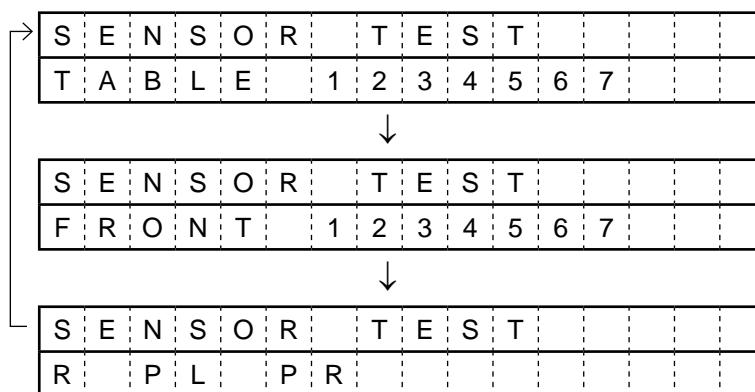 SENSOR TEST
TABLE 1234567
↓
SENSOR TEST
FRONT 1234567
↓
SENSOR TEST
R PL PR